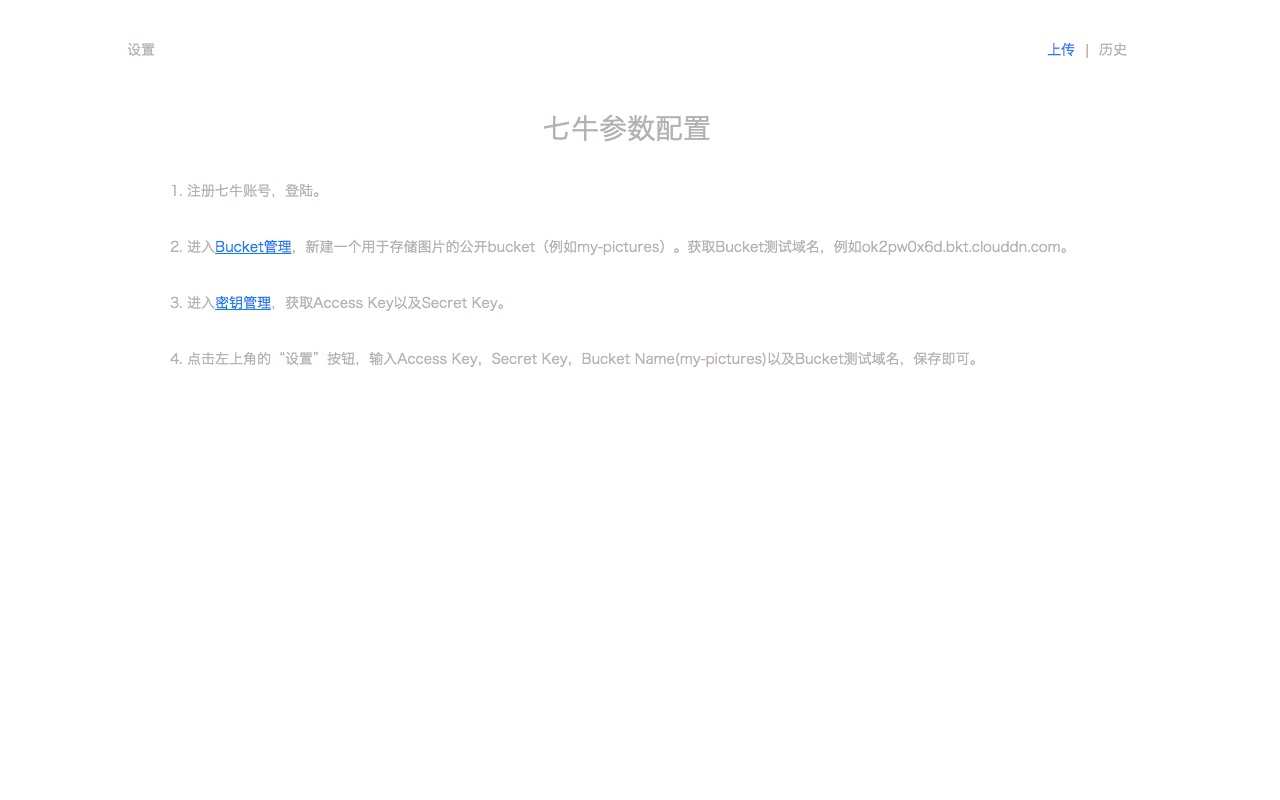 设置
上传 | 历史
七牛参数配置
1. 注册七牛账号，登陆。
2. 进入Bucket管理，新建一个用于存储图片的公开bucket（例如my-pictures）。获取Bucket测试域名，例如ok2pw0x6d.bkt.clouddn.com。
3. 进入密钥管理，获取Access Key以及Secret Key。
4. 点击左上角的“设置”按钮，输入Access Key，Secret Key，Bucket Name(my-pictures)以及Bucket测试域名，保存即可。